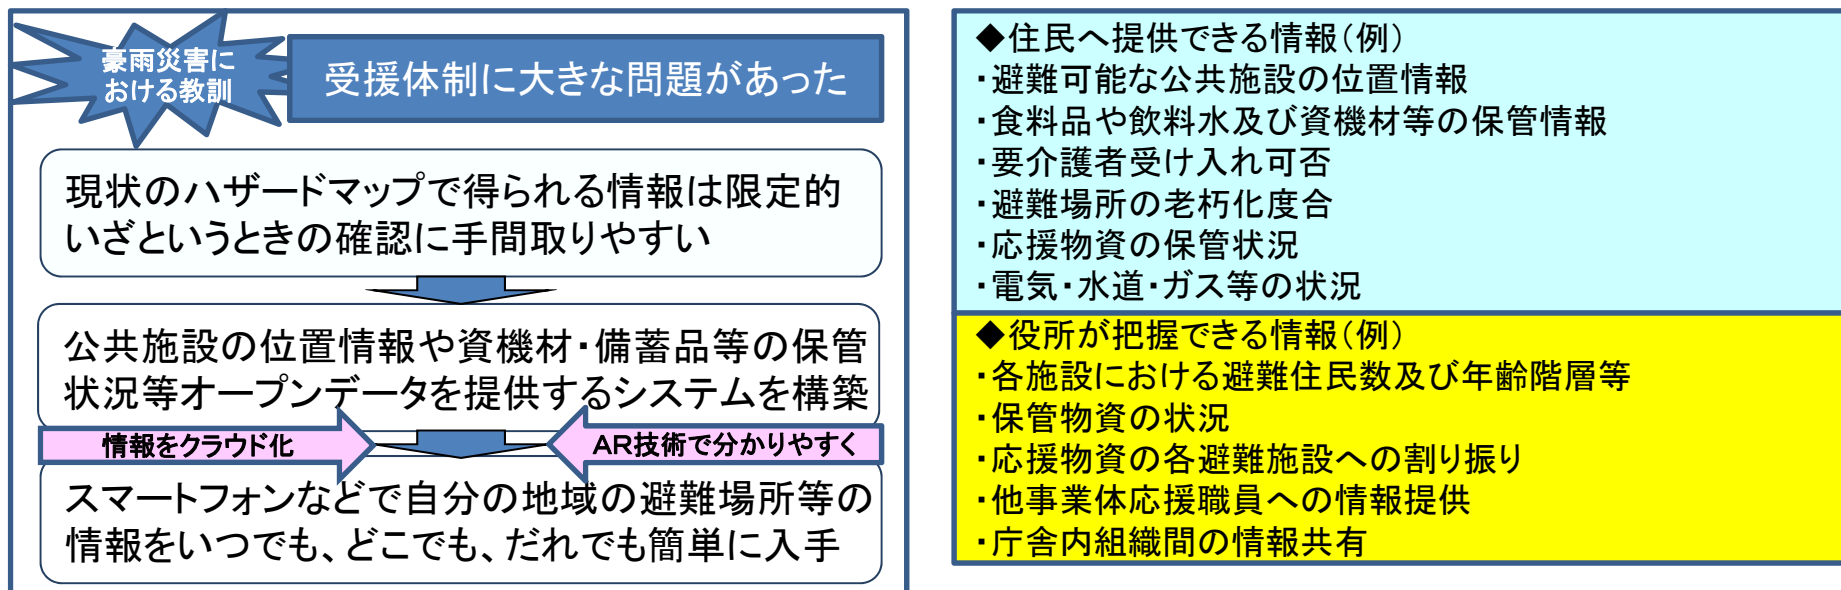 豪雨災害に
おける教訓
受援体制に大きな問題があった
現状のハザードマップで得られる情報は限定的
いざというときの確認に手間取りやすい
公共施設の位置情報や資機材・備蓄品等の保管
状況等オープンデータを提供するシステムを構築
情報をクラウド化
AR技術で分かりやすく
スマートフォンなどで自分の地域の避難場所等の
情報をいつでも、どこでも、だれでも簡単に入手
◆住民へ提供できる情報(例)
・避難可能な公共施設の位置情報
・食料品や飲料水及び資機材等の保管情報
・要介護者受け入れ可否
・避難場所の老朽化度合
・応援物資の保管状況
・電気・水道・ガス等の状況
◆役所が把握できる情報(例)
・各施設における避難住民数及び年齢階層等
・保管物資の状況
・応援物資の各避難施設への割り振り
・他事業体応援職員への情報提供
・庁舎内組織間の情報共有